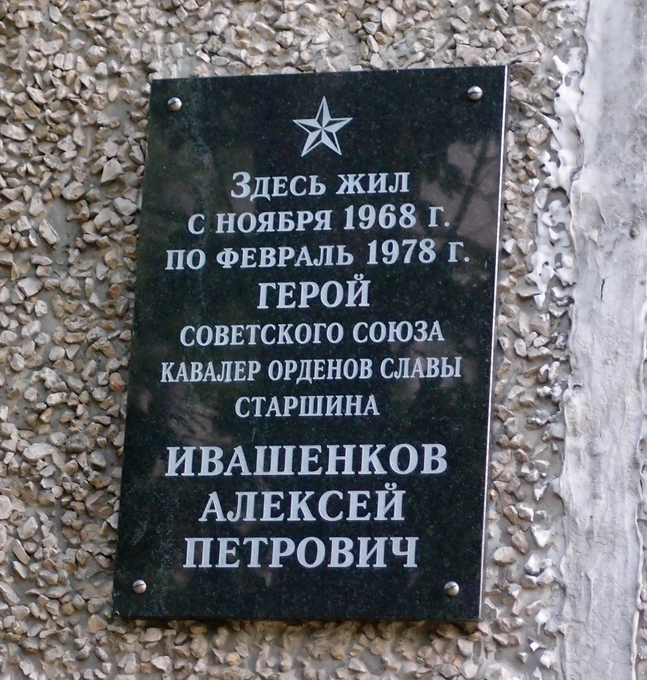 Здесь жил
с ноября 1968 г.
по февраль 1978 г.
ГЕРОЙ
СОВЕТСКОГО СОЮЗА
КАВАЛЕР ОРДЕНОВ СЛАВЫ
СТАРШИНА
ИВАШЕНКОВ
АЛЕКСЕЙ
ПЕТРОВИЧ